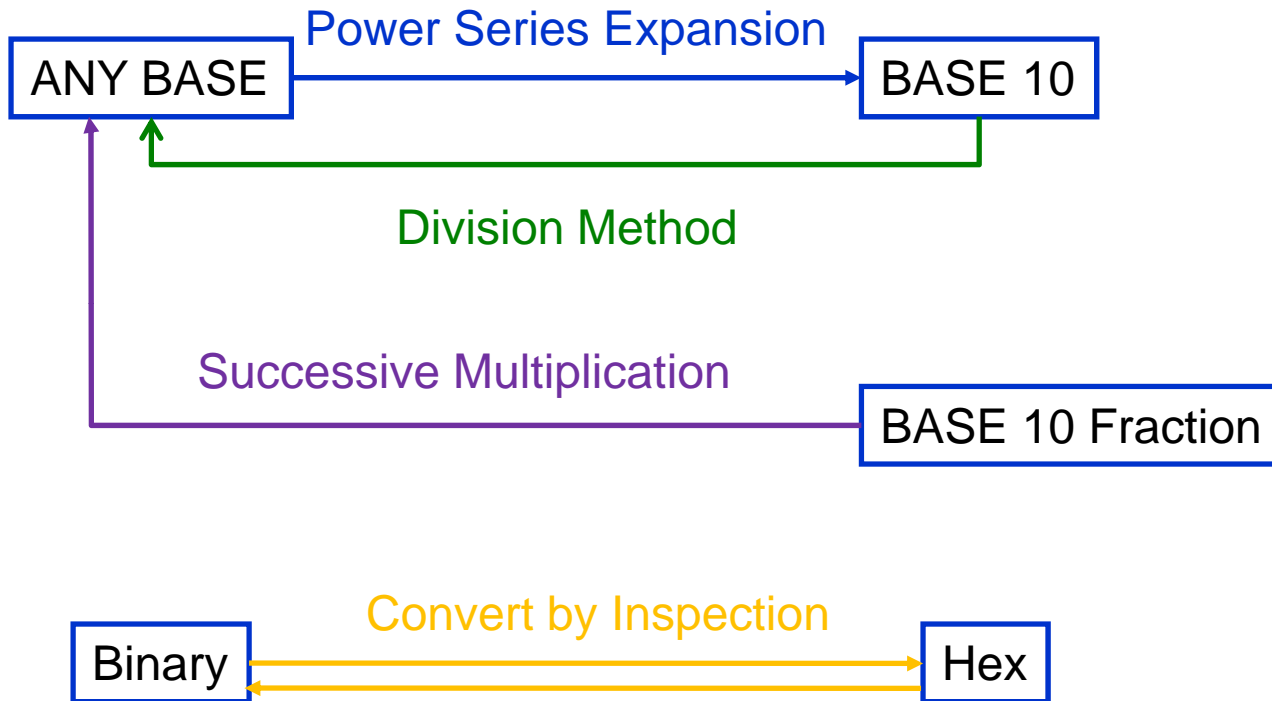 Power Series Expansion
ANY BASE
BASE 10
Division Method
Successive Multiplication
BASE 10 Fraction
Convert by Inspection
Binary
Hex